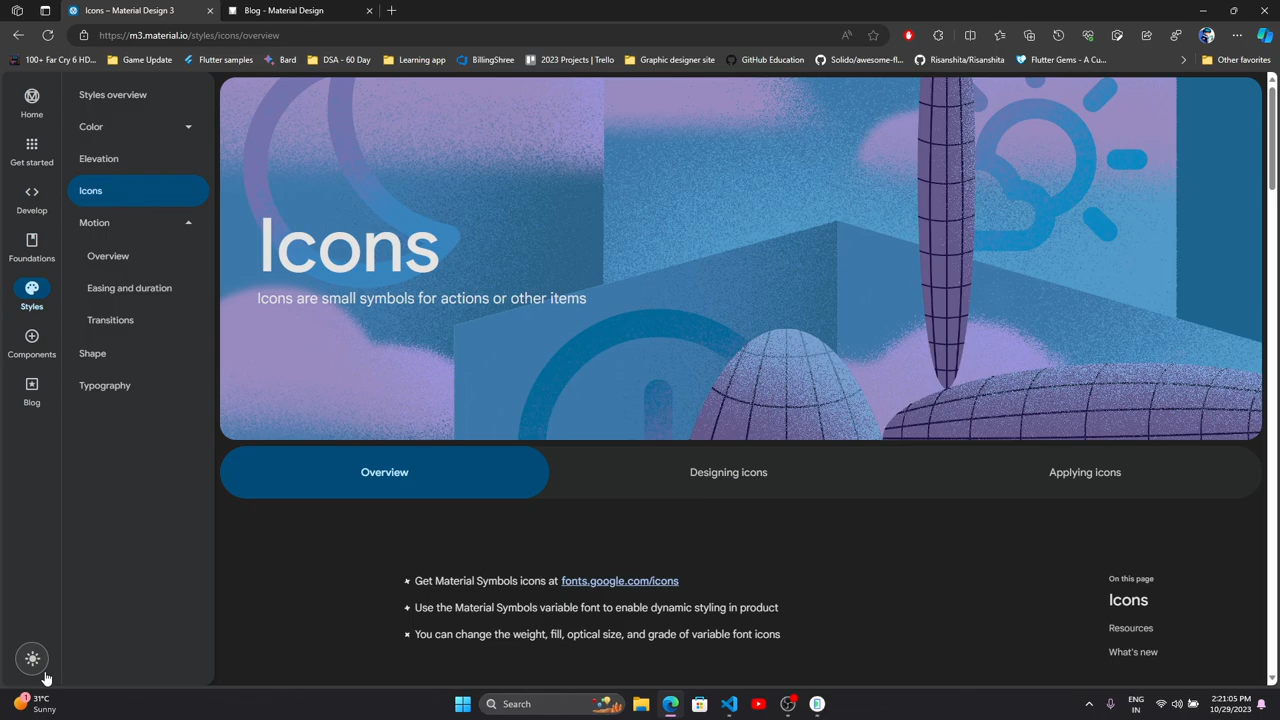 Icons – Material Design 3
Blog - Material Design
https://m3.material.io/styles/icons/overview
100+ Far Cry 6 HD...
Game Update
Flutter samples
Bard
DSA - 60 Day
Learning app
BillingShree
2023 Projects | Trello
Graphic designer site
GitHub Education
Solido/awesome-fl...
Risanshita/Risanshita
Flutter Gems - A Cu...
Other favorites
Home
Get started
Develop
Foundations
Styles
Components
Blog
Styles overview
Color
Elevation
Icons
Motion
Overview
Easing and duration
Transitions
Shape
Typography
Icons
Icons are small symbols for actions or other items
Overview
Designing icons
Applying icons
Get Material Symbols icons at fonts.google.com/icons
Use the Material Symbols variable font to enable dynamic styling in product
You can change the weight, fill, optical size, and grade of variable font icons
On this page
Icons
Resources
What's new
1
31°C
Sunny
Search
ENG
IN
2:21:05 PM
10/29/2023